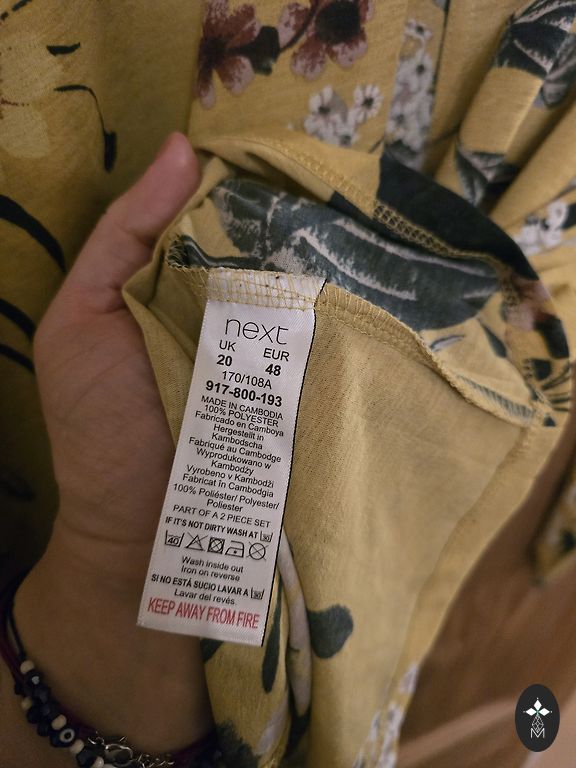 next
UK EUR
20 48
170/108A
917-800-193
MADE IN CAMBODIA
100% POLYESTER
Fabricado en Camboya
Hergestellt in
Kambodscha
Fabriqué au Cambodge
Wyprodukowano w
Kambodży
Vyrobeno v Kambodži
Fabricat în Cambodgia
100% Poliéster/ Polyester/
Poliester
PART OF A 2 PIECE SET
IF IT'S NOT DIRTY WASH AT 30
40
Wash inside out
Iron on reverse
SI NO ESTÁ SUCIO LAVAR A 30
Lavar del revés.
KEEP AWAY FROM FIRE
M